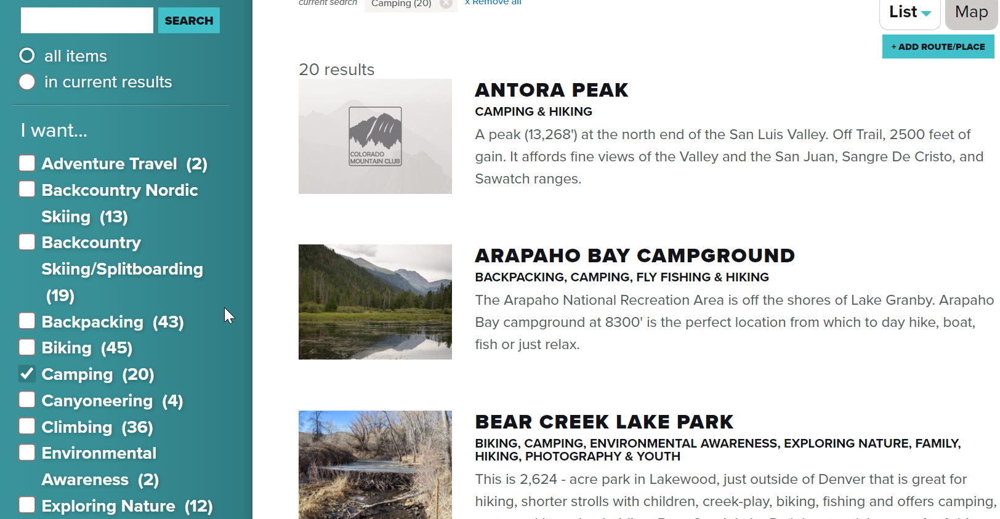 SEARCH
all items
in current results
I want...
Adventure Travel (2)
Backcountry Nordic
Skiing (13)
Backcountry
Skiing/Splitboarding
(19)
Backpacking (43)
Biking (45)
Camping (20)
Canyoneering (4)
Climbing (36)
Environmental
Awareness (2)
Exploring Nature (12)
current search
Camping (20)
x Remove all
List
Map
+ ADD ROUTE/PLACE
20 results
COLORADO
MOUNTAIN CLUB
ANTORA PEAK
CAMPING & HIKING
A peak (13,268') at the north end of the San Luis Valley. Off Trail, 2500 feet of
gain. It affords fine views of the Valley and the San Juan, Sangre De Cristo, and
Sawatch ranges.
ARAPAHO BAY CAMPGROUND
BACKPACKING, CAMPING, FLY FISHING & HIKING
The Arapaho National Recreation Area is off the shores of Lake Granby. Arapaho
Bay campground at 8300' is the perfect location from which to day hike, boat,
fish or just relax.
BEAR CREEK LAKE PARK
BIKING, CAMPING, ENVIRONMENTAL AWARENESS, EXPLORING NATURE, FAMILY,
HIKING, PHOTOGRAPHY & YOUTH
This is 2,624 - acre park in Lakewood, just outside of Denver that is great for
hiking, shorter strolls with children, creek-play, biking, fishing and offers camping,